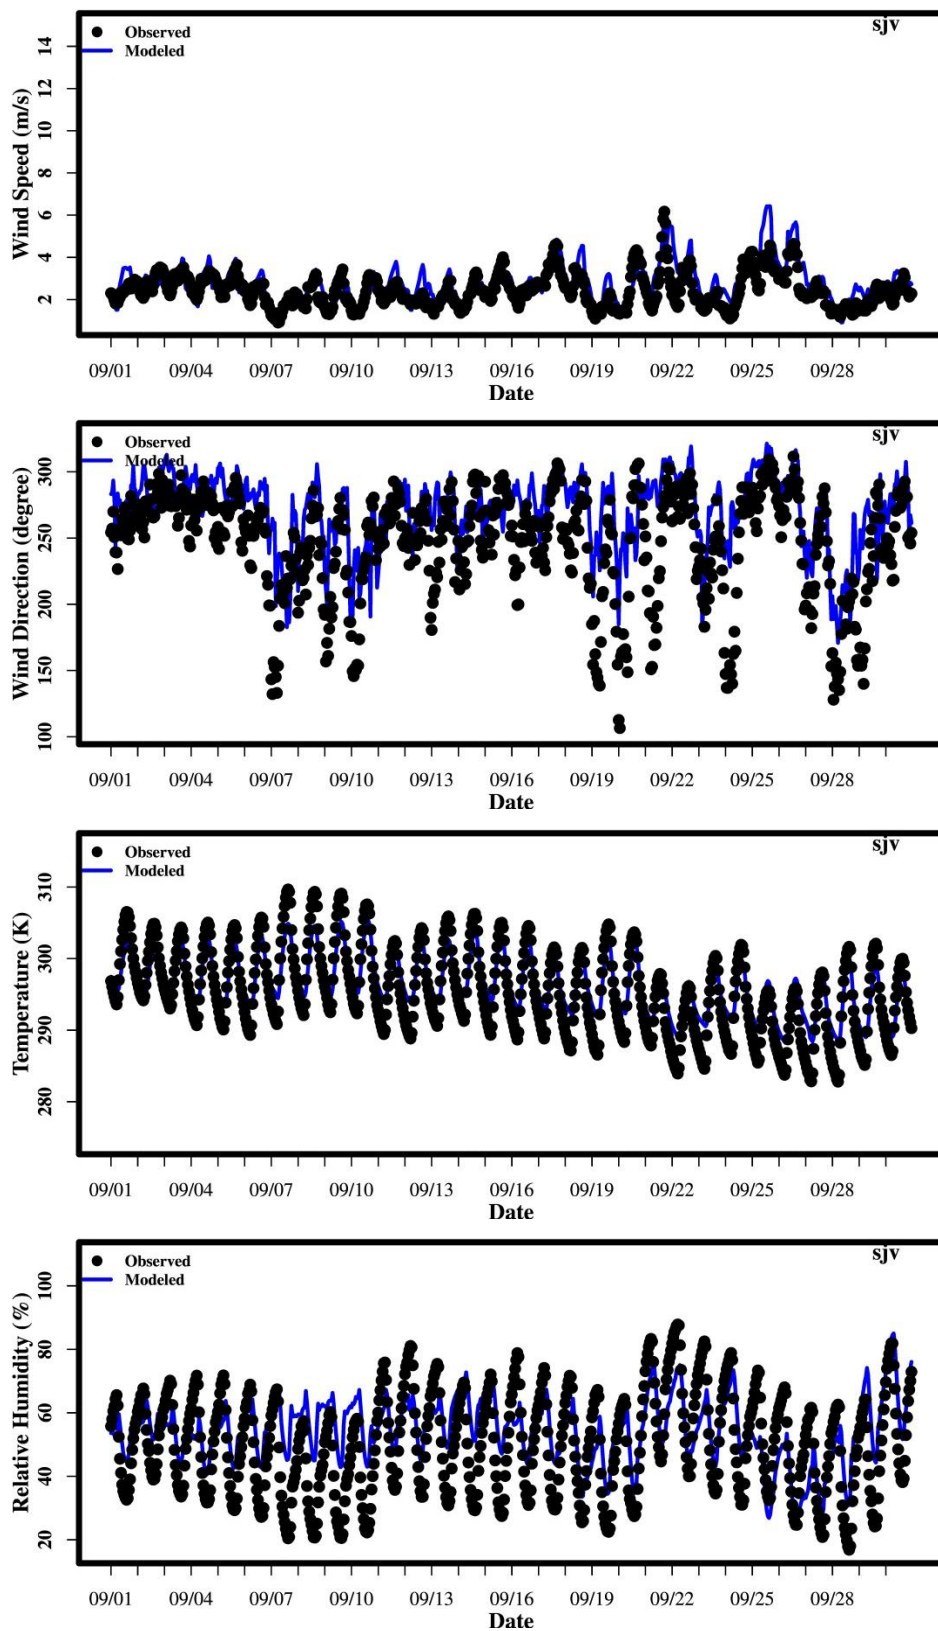 sjv
Observed
Modeled
Wind Speed (m/s)
14
12
10
8
6
4
2
09/01 09/04 09/07 09/10 09/13 09/16 09/19 09/22 09/25 09/28
Date
sjv
Observed
Modeled
Wind Direction (degree)
300
250
200
150
100
09/01 09/04 09/07 09/10 09/13 09/16 09/19 09/22 09/25 09/28
Date
sjv
Observed
Modeled
Temperature (K)
310
300
290
280
09/01 09/04 09/07 09/10 09/13 09/16 09/19 09/22 09/25 09/28
Date
sjv
Observed
Modeled
Relative Humidity (%)
100
80
60
40
20
09/01 09/04 09/07 09/10 09/13 09/16 09/19 09/22 09/25 09/28
Date